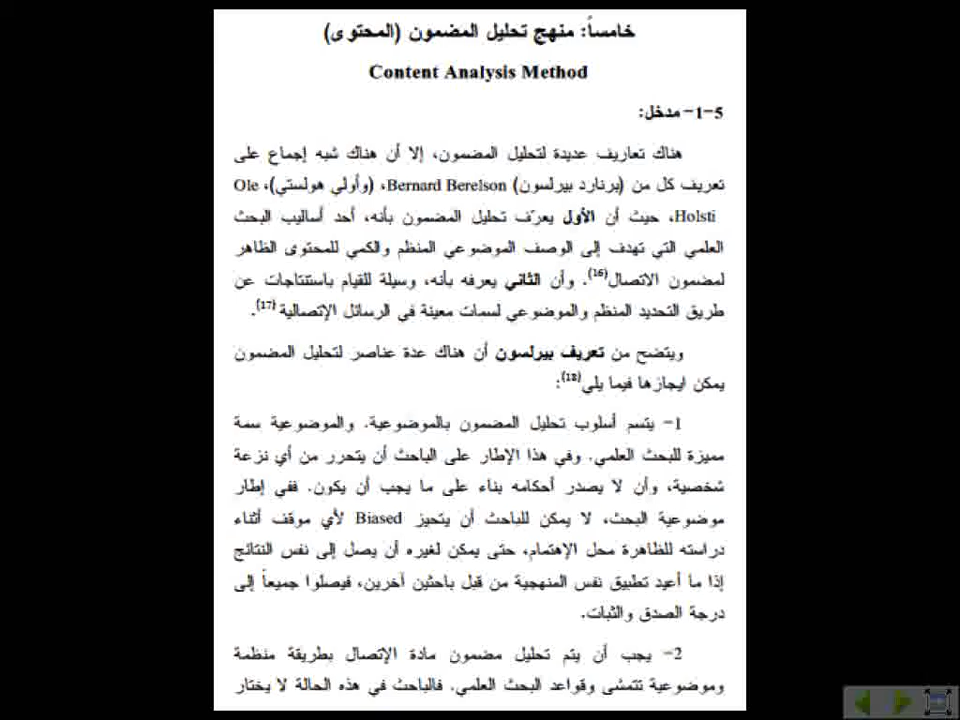 خامساً: منهج تحليل المضمون (المحتوى)
Content Analysis Method
5-1- مدخل:
هناك تعاريف عديدة لتحليل المضمون، إلا أن هناك شبه إجماع على
تعريف كل من (برنارد بيرلسون) Bernard Berelson، (وأولي هولستي)، Ole
Holsti، حيث أن الأول يعرّف تحليل المضمون بأنه، أحد أساليب البحث
العلمي التي تهدف إلى الوصف الموضوعي المنظم والكمي للمحتوى الظاهر
لمضمون الاتصال(16). وأن الثاني يعرفه بأنه، وسيلة للقيام باستنتاجات عن
طريق التحديد المنظم والموضوعي لسمات معينة في الرسائل الإتصالية (17).
ويتضح من تعريف بيرلسون أن هناك عدة عناصر لتحليل المضمون
يمكن ايجازها فيما يلي(18):
1- يتسم أسلوب تحليل المضمون بالموضوعية. والموضوعية سمة
مميزة للبحث العلمي. وفي هذا الإطار على الباحث أن يتحرر من أي نزعة
شخصية، وأن لا يصدر أحكامه بناء على ما يجب أن يكون. ففي إطار
موضوعية البحث، لا يمكن للباحث أن يتحيز Biased لأي موقف أثناء
دراسته للظاهرة محل الإهتمام، حتى يمكن لغيره أن يصل إلى نفس النتائج
إذا ما أعيد تطبيق نفس المنهجية من قبل باحثين آخرين، فيصلوا جميعاً إلى
درجة الصدق والثبات.
2- يجب أن يتم تحليل مضمون مادة الإتصال بطريقة منظمة
وموضوعية تتمشى وقواعد البحث العلمي. فالباحث في هذه الحالة لا يختار